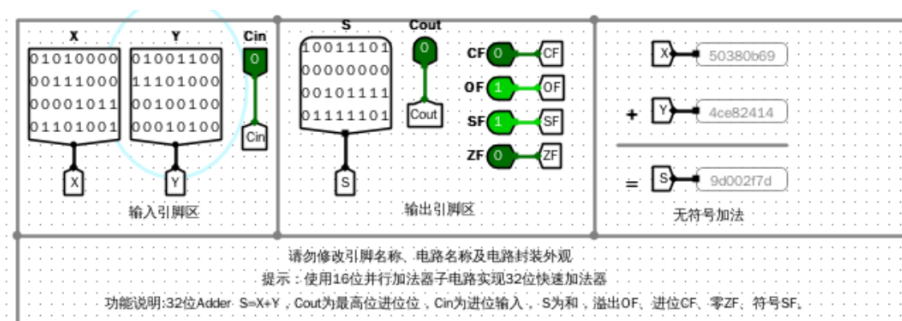 X Y Cin S Cout
01010000 01001100 0 10011101 0 CF 0 CF X 50380b69
00111000 11101000 00000000 OF 1 OF
00001011 00100100 00101111 Cout SF 1 SF + Y 4ce82414
01101001 00010100 Cin 01111101 ZF 0 ZF
X Y S = S 9d002f7d
输入引脚区 输出引脚区 无符号加法
请勿修改引脚名称、电路名称及电路封装外观
提示：使用16位并行加法器子电路实现32位快速加法器
功能说明:32位Adder S=X+Y，Cout为最高位进位位，Cin为进位输入，S为和，溢出OF、进位CF、零ZF、符号SF。